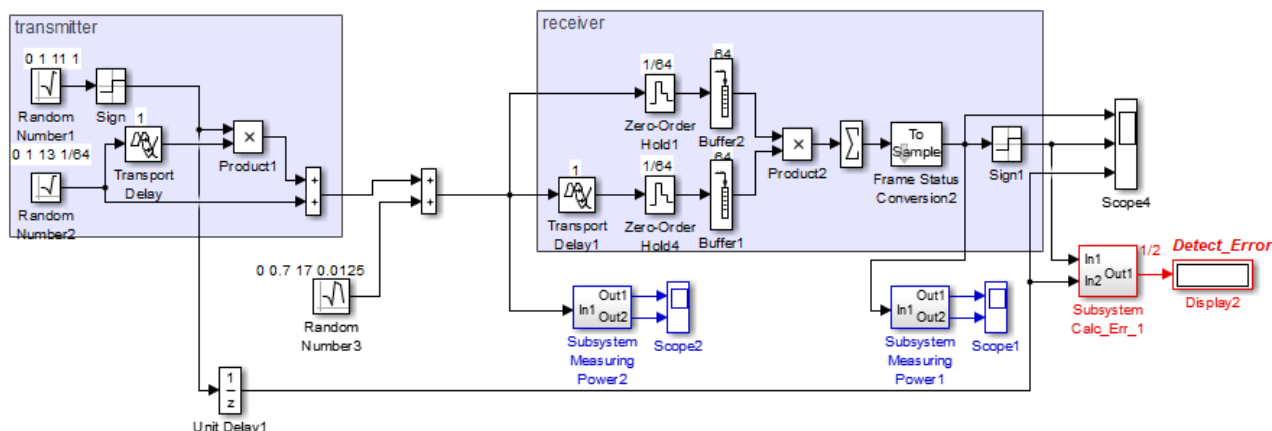 transmitter
0 1 11 1
Random
Number1
Sign
1
Transport
Delay
×
Product1
0 1 13 1/64
Random
Number2
+
+
+
+
0 0.7 17 0.0125
Random
Number3
1
z
Unit Delay1
receiver
1/64
Zero-Order
Hold1
64
Buffer2
1
Transport
Delay1
1/64
Zero-Order
Hold4
64
Buffer1
×
Product2
Σ
To
Sample
Frame Status
Conversion2
Sign1
Scope4
In1
Out1
Out2
Subsystem
Measuring
Power2
Scope2
In1
Out1
Out2
Subsystem
Measuring
Power1
Scope1
In1
In2
Out1
Subsystem
Calc_Err_1
1/2
Detect_Error
Display2